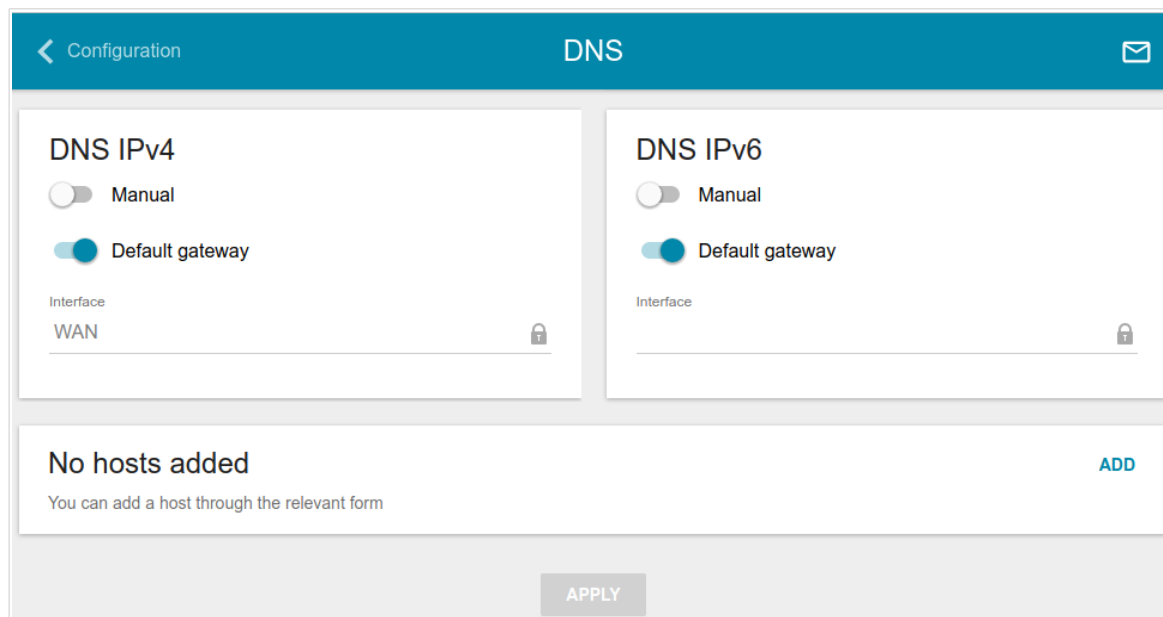 Configuration
DNS
DNS IPv4
Manual
Default gateway
Interface
WAN
DNS IPv6
Manual
Default gateway
Interface
No hosts added
ADD
You can add a host through the relevant form
APPLY